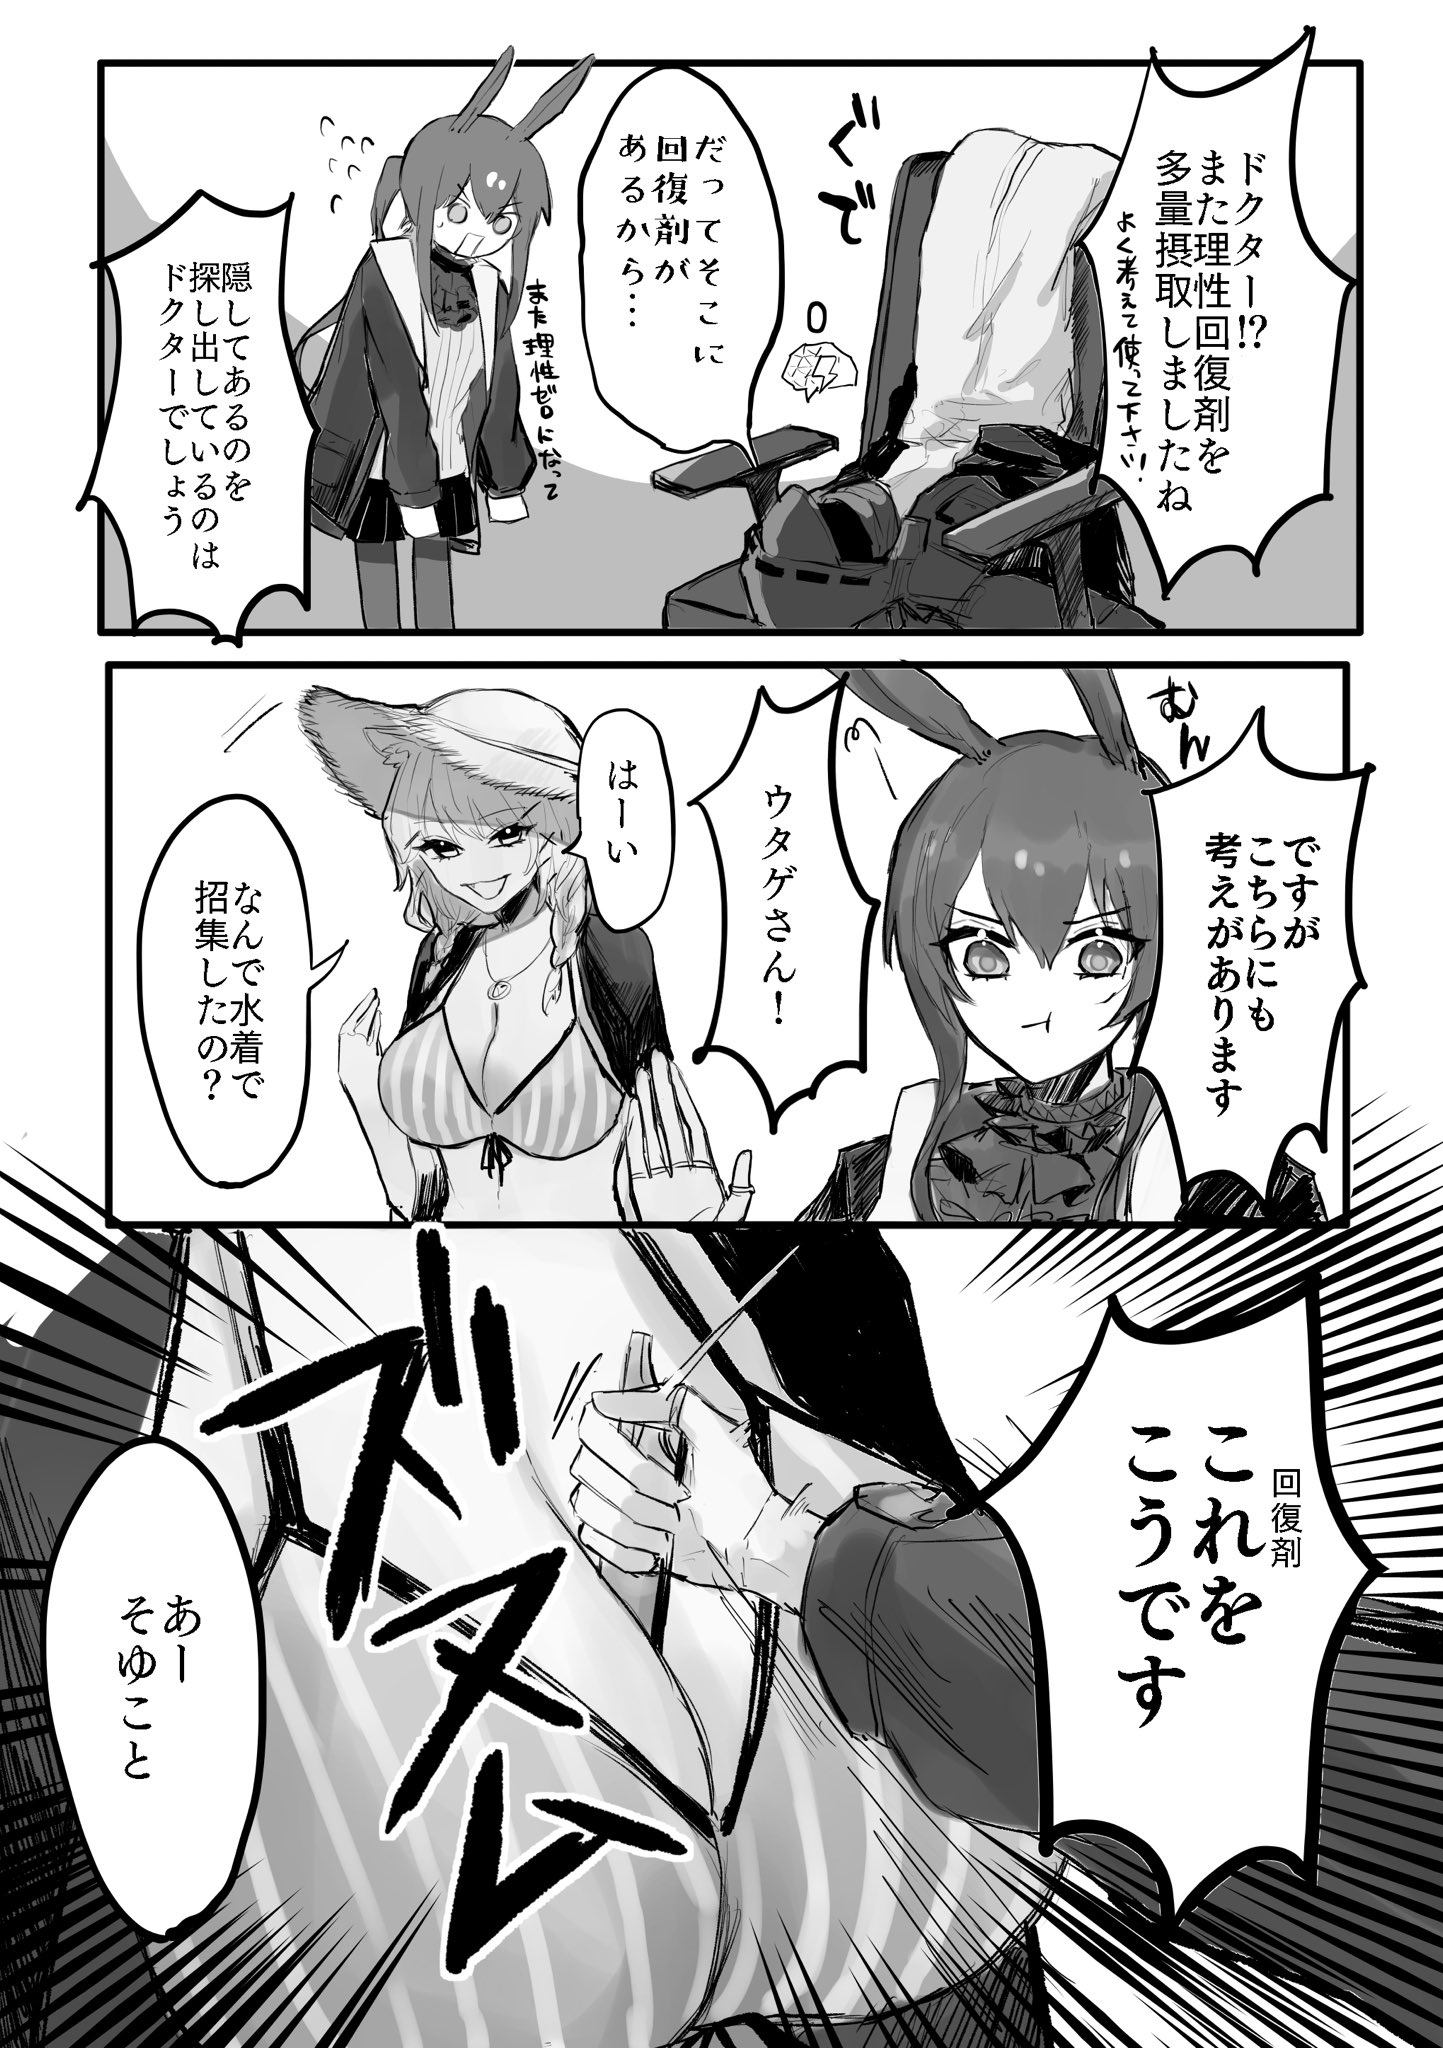 ドクター!?
また理性回復剤を
多量摂取しましたね
よく考えて使って下さい!
ぐで
0
だってそこに
回復剤が
あるから…
また理性ゼロになって
隠してあるのを
探し出しているのは
ドクターでしょう
むん
ですが
こちらにも
考えがあります
ウタゲさん!
はーい
なんで水着で
招集したの?
回復剤
これを
こうです
ズヌム
あー
そゆこと